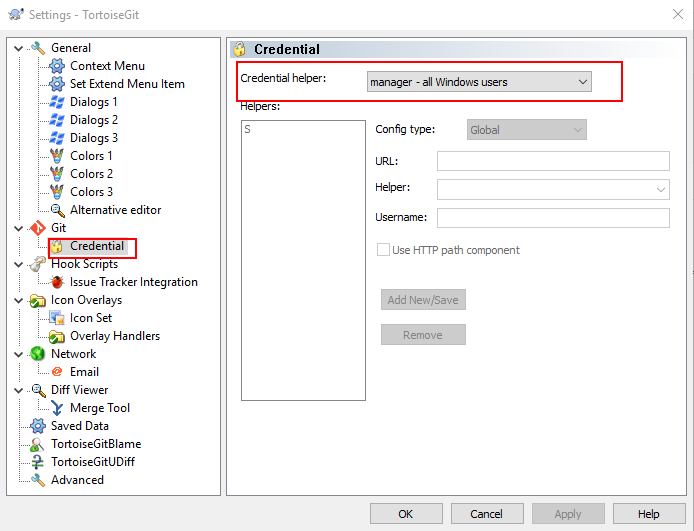 Settings - TortoiseGit
General
Context Menu
Set Extend Menu Item
Dialogs 1
Dialogs 2
Dialogs 3
Colors 1
Colors 2
Colors 3
Alternative editor
Git
Credential
Hook Scripts
Issue Tracker Integration
Icon Overlays
Icon Set
Overlay Handlers
Network
Email
Diff Viewer
Merge Tool
Saved Data
TortoiseGitBlame
TortoiseGitUDiff
Advanced
Credential
Credential helper: manager - all Windows users
Helpers:
S
Config type: Global
URL:
Helper:
Username:
Use HTTP path component
Add New/Save
Remove
OK Cancel Apply Help